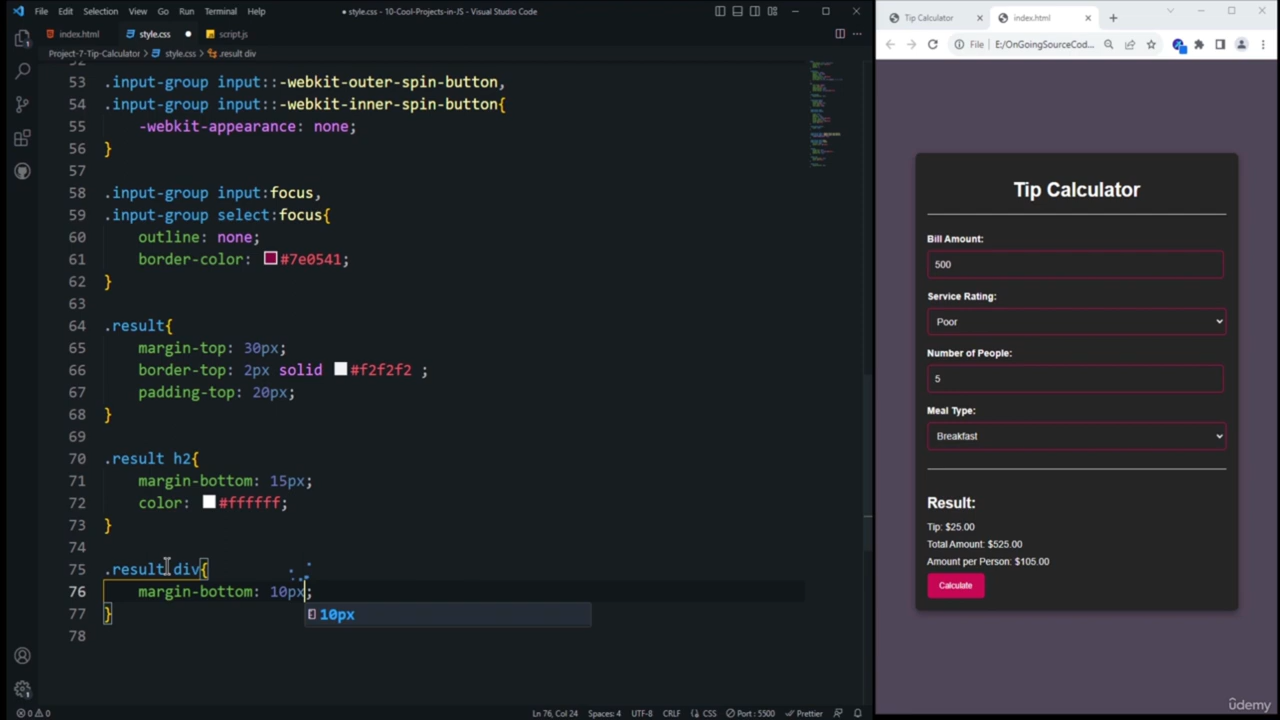 File Edit Selection View Go Run Terminal Help
● style.css - 10-Cool-Projects-in-JS - Visual Studio Code
index.html
style.css
script.js
Project-7-Tip-Calculator > style.css > .result div
53 .input-group input::-webkit-outer-spin-button,
54 .input-group input::-webkit-inner-spin-button{
55 -webkit-appearance: none;
56 }
57
58 .input-group input:focus,
59 .input-group select:focus{
60 outline: none;
61 border-color: #7e0541;
62 }
63
64 .result{
65 margin-top: 30px;
66 border-top: 2px solid #f2f2f2 ;
67 padding-top: 20px;
68 }
69
70 .result h2{
71 margin-bottom: 15px;
72 color: #ffffff;
73 }
74
75 .result div{
76 margin-bottom: 10px;
10px
77 }
78
0 0
Ln 76, Col 24 Spaces: 4 UTF-8 CRLF {} CSS Port : 5500 Prettier
Tip Calculator
index.html
File E:/OnGoingSourceCod...
Tip Calculator
Bill Amount:
500
Service Rating:
Poor
Number of People:
5
Meal Type:
Breakfast
Result:
Tip: $25.00
Total Amount: $525.00
Amount per Person: $105.00
Calculate
ûdemy